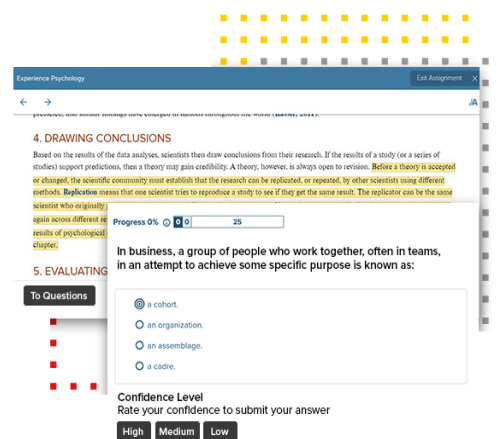 Experience Psychology
Exit Assignment X
4. DRAWING CONCLUSIONS
Based on the results of the data analyses, scientists then draw conclusions from their research. If the results of a study (or a series of
studies) support predictions, then a theory may gain credibility. A theory, however, is always open to revision. Before a theory is accepted
or changed, the scientific community must establish that the research can be replicated, or repeated, by other scientists using different
methods. Replication means that one scientist tries to reproduce a study to see if they get the same result. The replicator can be the same
scientist who originally
again across different re
results of psychological
chapter.
5. EVALUATING
To Questions
Progress 0% 0 0 25
In business, a group of people who work together, often in teams,
in an attempt to achieve some specific purpose is known as:
a cohort.
an organization.
an assemblage.
a cadre.
Confidence Level
Rate your confidence to submit your answer
High Medium Low